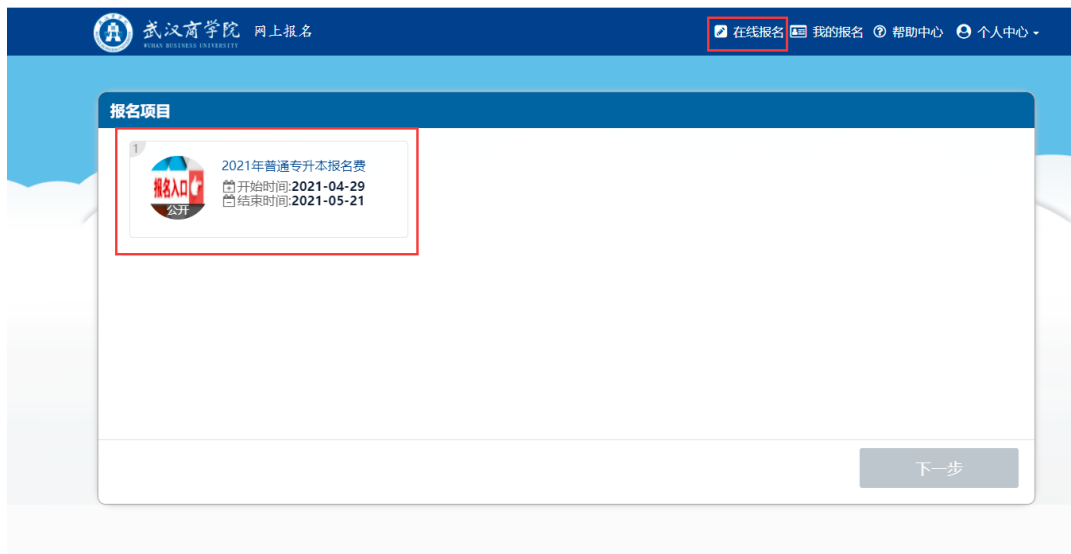 武汉商学院 网上报名
WUHAN BUSINESS UNIVERSITY
在线报名 我的报名 帮助中心 个人中心
报名项目
1
报名入口
公开
2021年普通专升本报名费
开始时间:2021-04-29
结束时间:2021-05-21
下一步